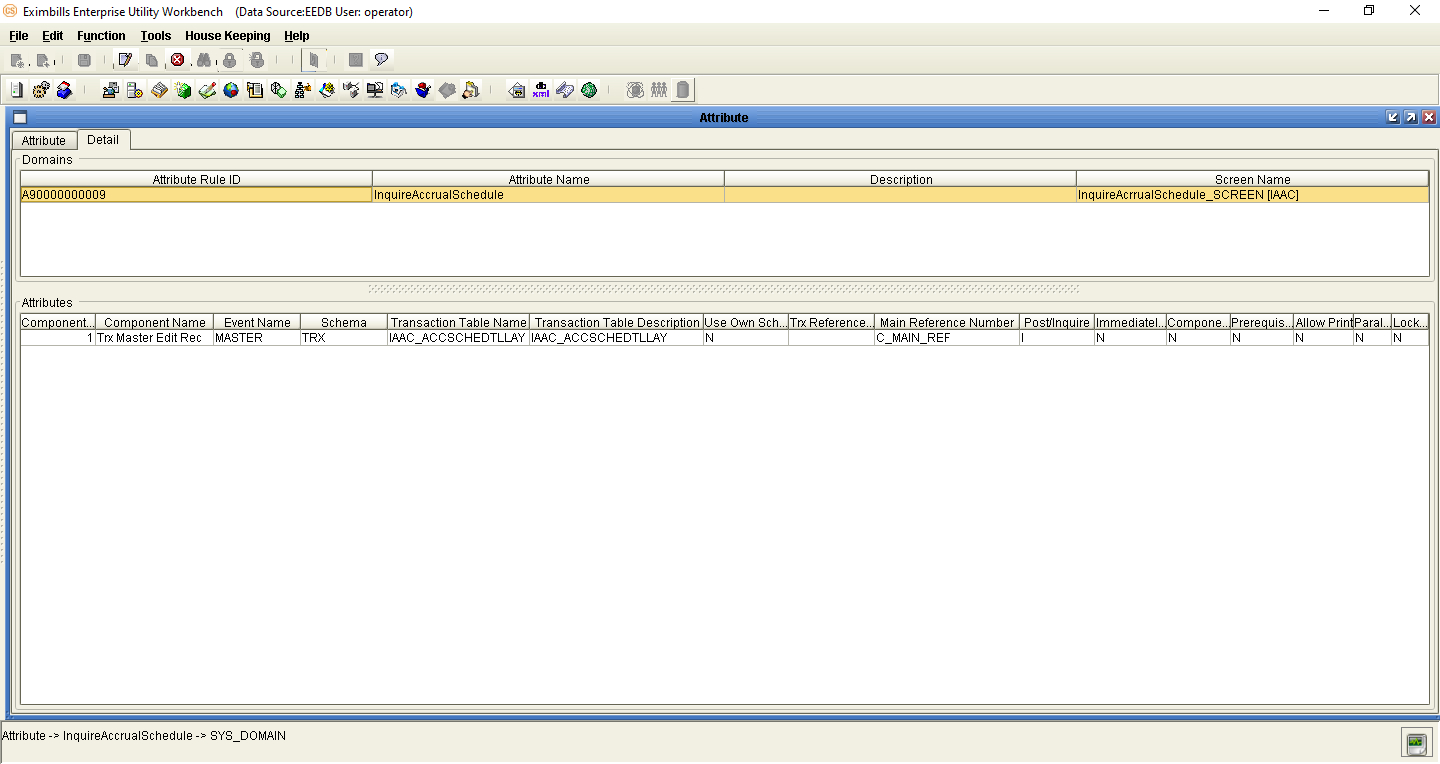 CS Eximbills Enterprise Utility Workbench (Data Source:EEDB User: operator)
File Edit Function Tools House Keeping Help
db
xml
Attribute
Attribute Detail
Domains
Attribute Rule ID Attribute Name Description Screen Name
A90000000009 InquireAccrualSchedule InquireAcrrualSchedule_SCREEN [IAAC]
Attributes
Component... Component Name Event Name Schema Transaction Table Name Transaction Table Description Use Own Sch... Trx Reference... Main Reference Number Post/Inquire Immediatel... Compone... Prerequis... Allow Print Paral... Lock...
1 Trx Master Edit Rec MASTER TRX IAAC_ACCSCHEDTLLAY IAAC_ACCSCHEDTLLAY N C_MAIN_REF I N N N N N N
Attribute -> InquireAccrualSchedule -> SYS_DOMAIN